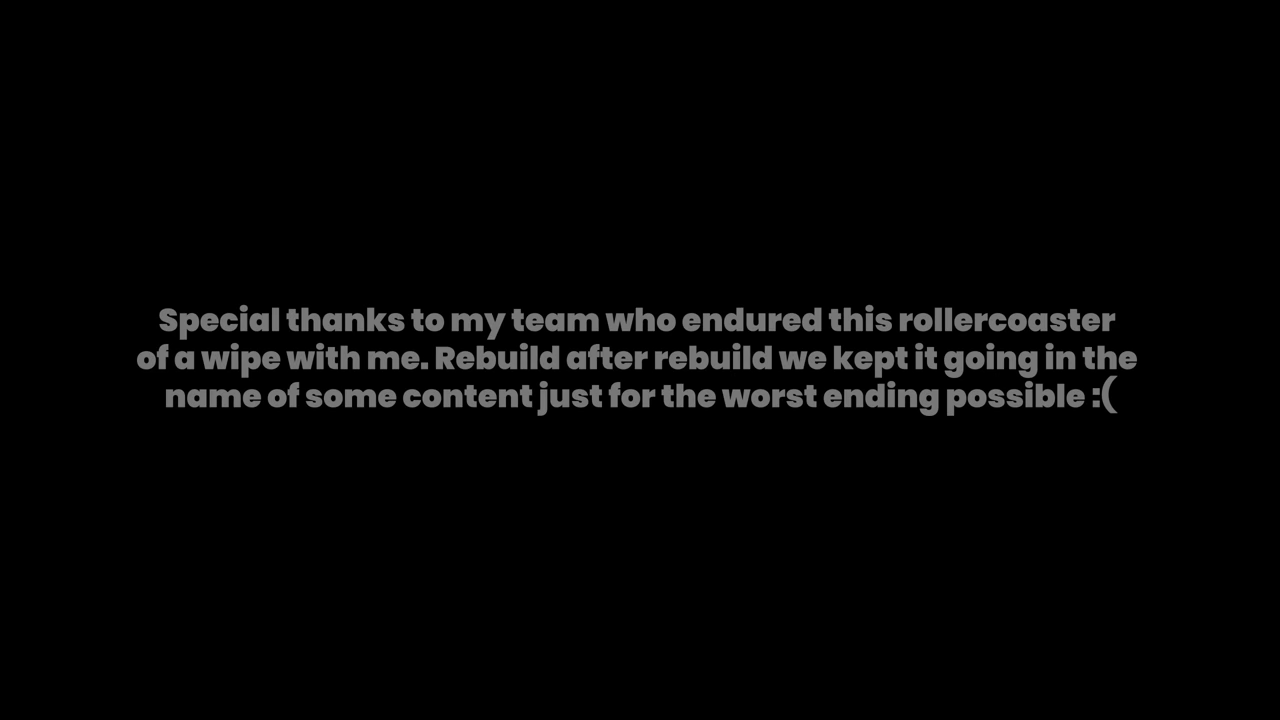 Special thanks to my team who endured this rollercoaster
of a wipe with me. Rebuild after rebuild we kept it going in the
name of some content just for the worst ending possible :(